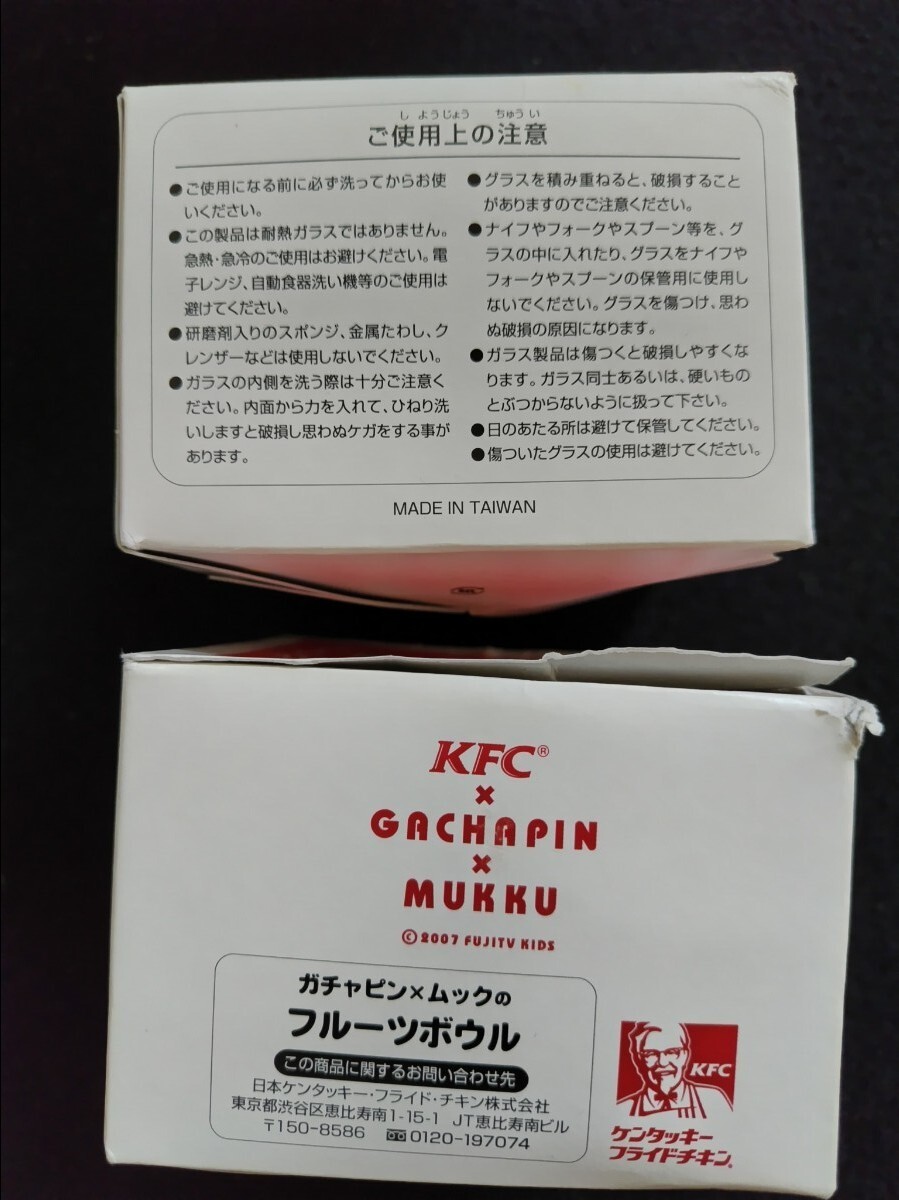 しようじょう ちゅうい
ご使用上の注意
●ご使用になる前に必ず洗ってからお使
いください。
●この製品は耐熱ガラスではありません。
急熱・急冷のご使用はお避けください。電
子レンジ、自動食器洗い機等のご使用は
避けてください。
●研磨剤入りのスポンジ、金属たわし、ク
レンザーなどは使用しないでください。
●ガラスの内側を洗う際は十分ご注意く
ださい。内面から力を入れて、ひねり洗
いしますと破損し思わぬケガをする事が
あります。
●グラスを積み重ねると、破損すること
がありますのでご注意ください。
●ナイフやフォークやスプーン等を、グ
ラスの中に入れたり、グラスをナイフや
フォークやスプーンの保管用に使用し
ないでください。グラスを傷つけ、思わ
ぬ破損の原因になります。
●ガラス製品は傷つくと破損しやすくな
ります。ガラス同士あるいは、硬いもの
とぶつからないように扱って下さい。
●日のあたる所は避けて保管してください。
●傷ついたグラスの使用は避けてください。
MADE IN TAIWAN
KFC®
×
GACHAPIN
×
MUKKU
©2007 FUJITV KIDS
ガチャピン×ムックの
フルーツボウル
この商品に関するお問い合わせ先
日本ケンタッキー・フライド・チキン株式会社
東京都渋谷区恵比寿南1-15-1 JT恵比寿南ビル
〒150-8586 0120-197074
KFC
ケンタッキー
フライドチキン®